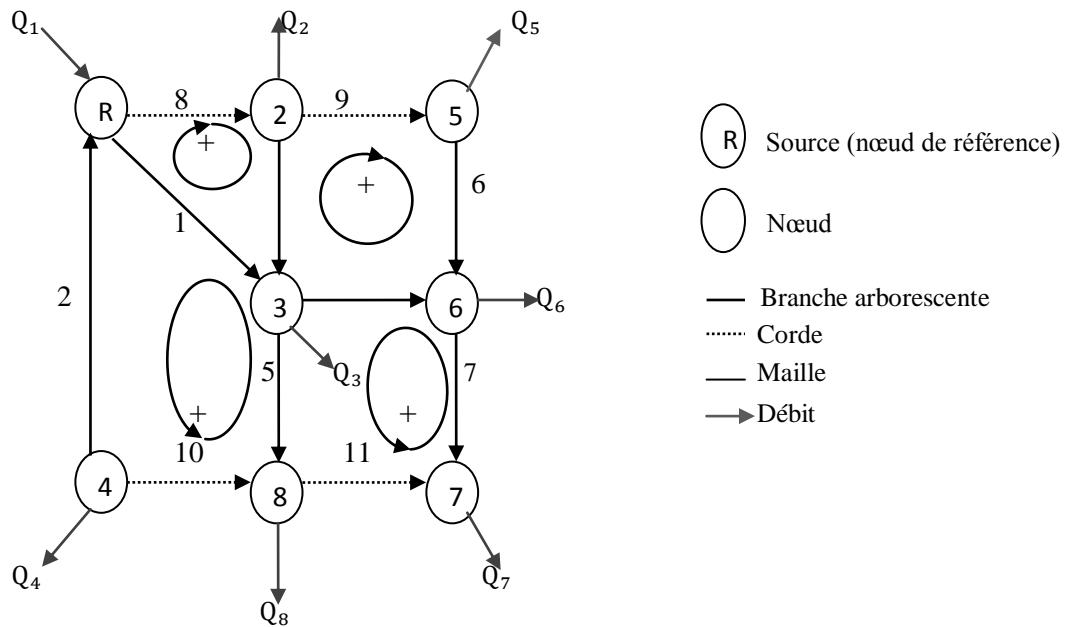 Q₁
Q₂
Q₅
R
8
2
9
5
+
+
6
1
2
3
6
Q₆
Q₃
5
7
+
+
10
11
4
8
7
Q₄
Q₈
Q₇
R
Source (nœud de référence)
Nœud
Branche arborescente
Corde
Maille
Débit